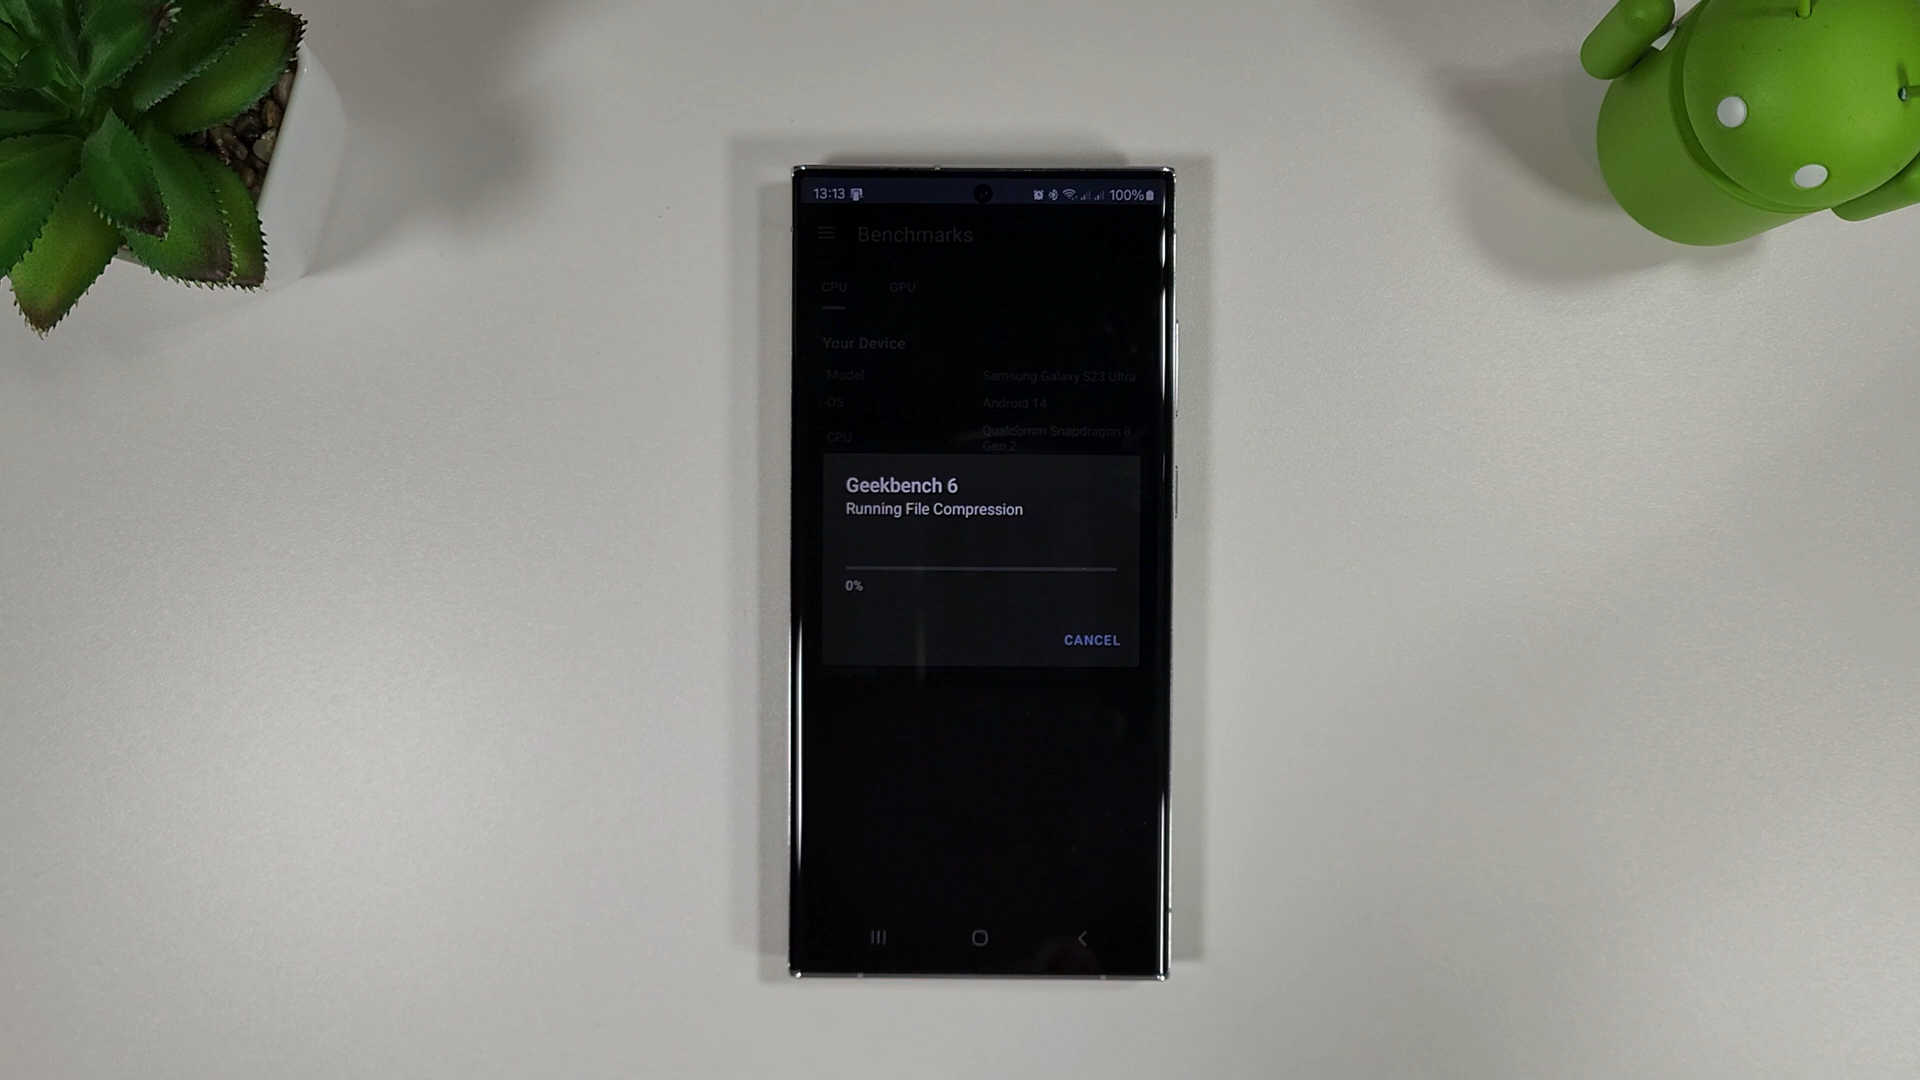 13:13 100%
Benchmarks
CPU GPU
Your Device
Model Samsung Galaxy S23 Ultra
OS Android 14
CPU Qualcomm Snapdragon 8
Gen 2
Geekbench 6
Running File Compression
0%
CANCEL